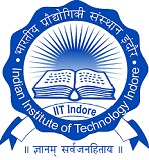 भारतीय प्रौद्योगिकी संस्थान इंदौर
Indian Institute of Technology Indore
IIT Indore
॥ ज्ञानम् सर्वजनहिताय ॥